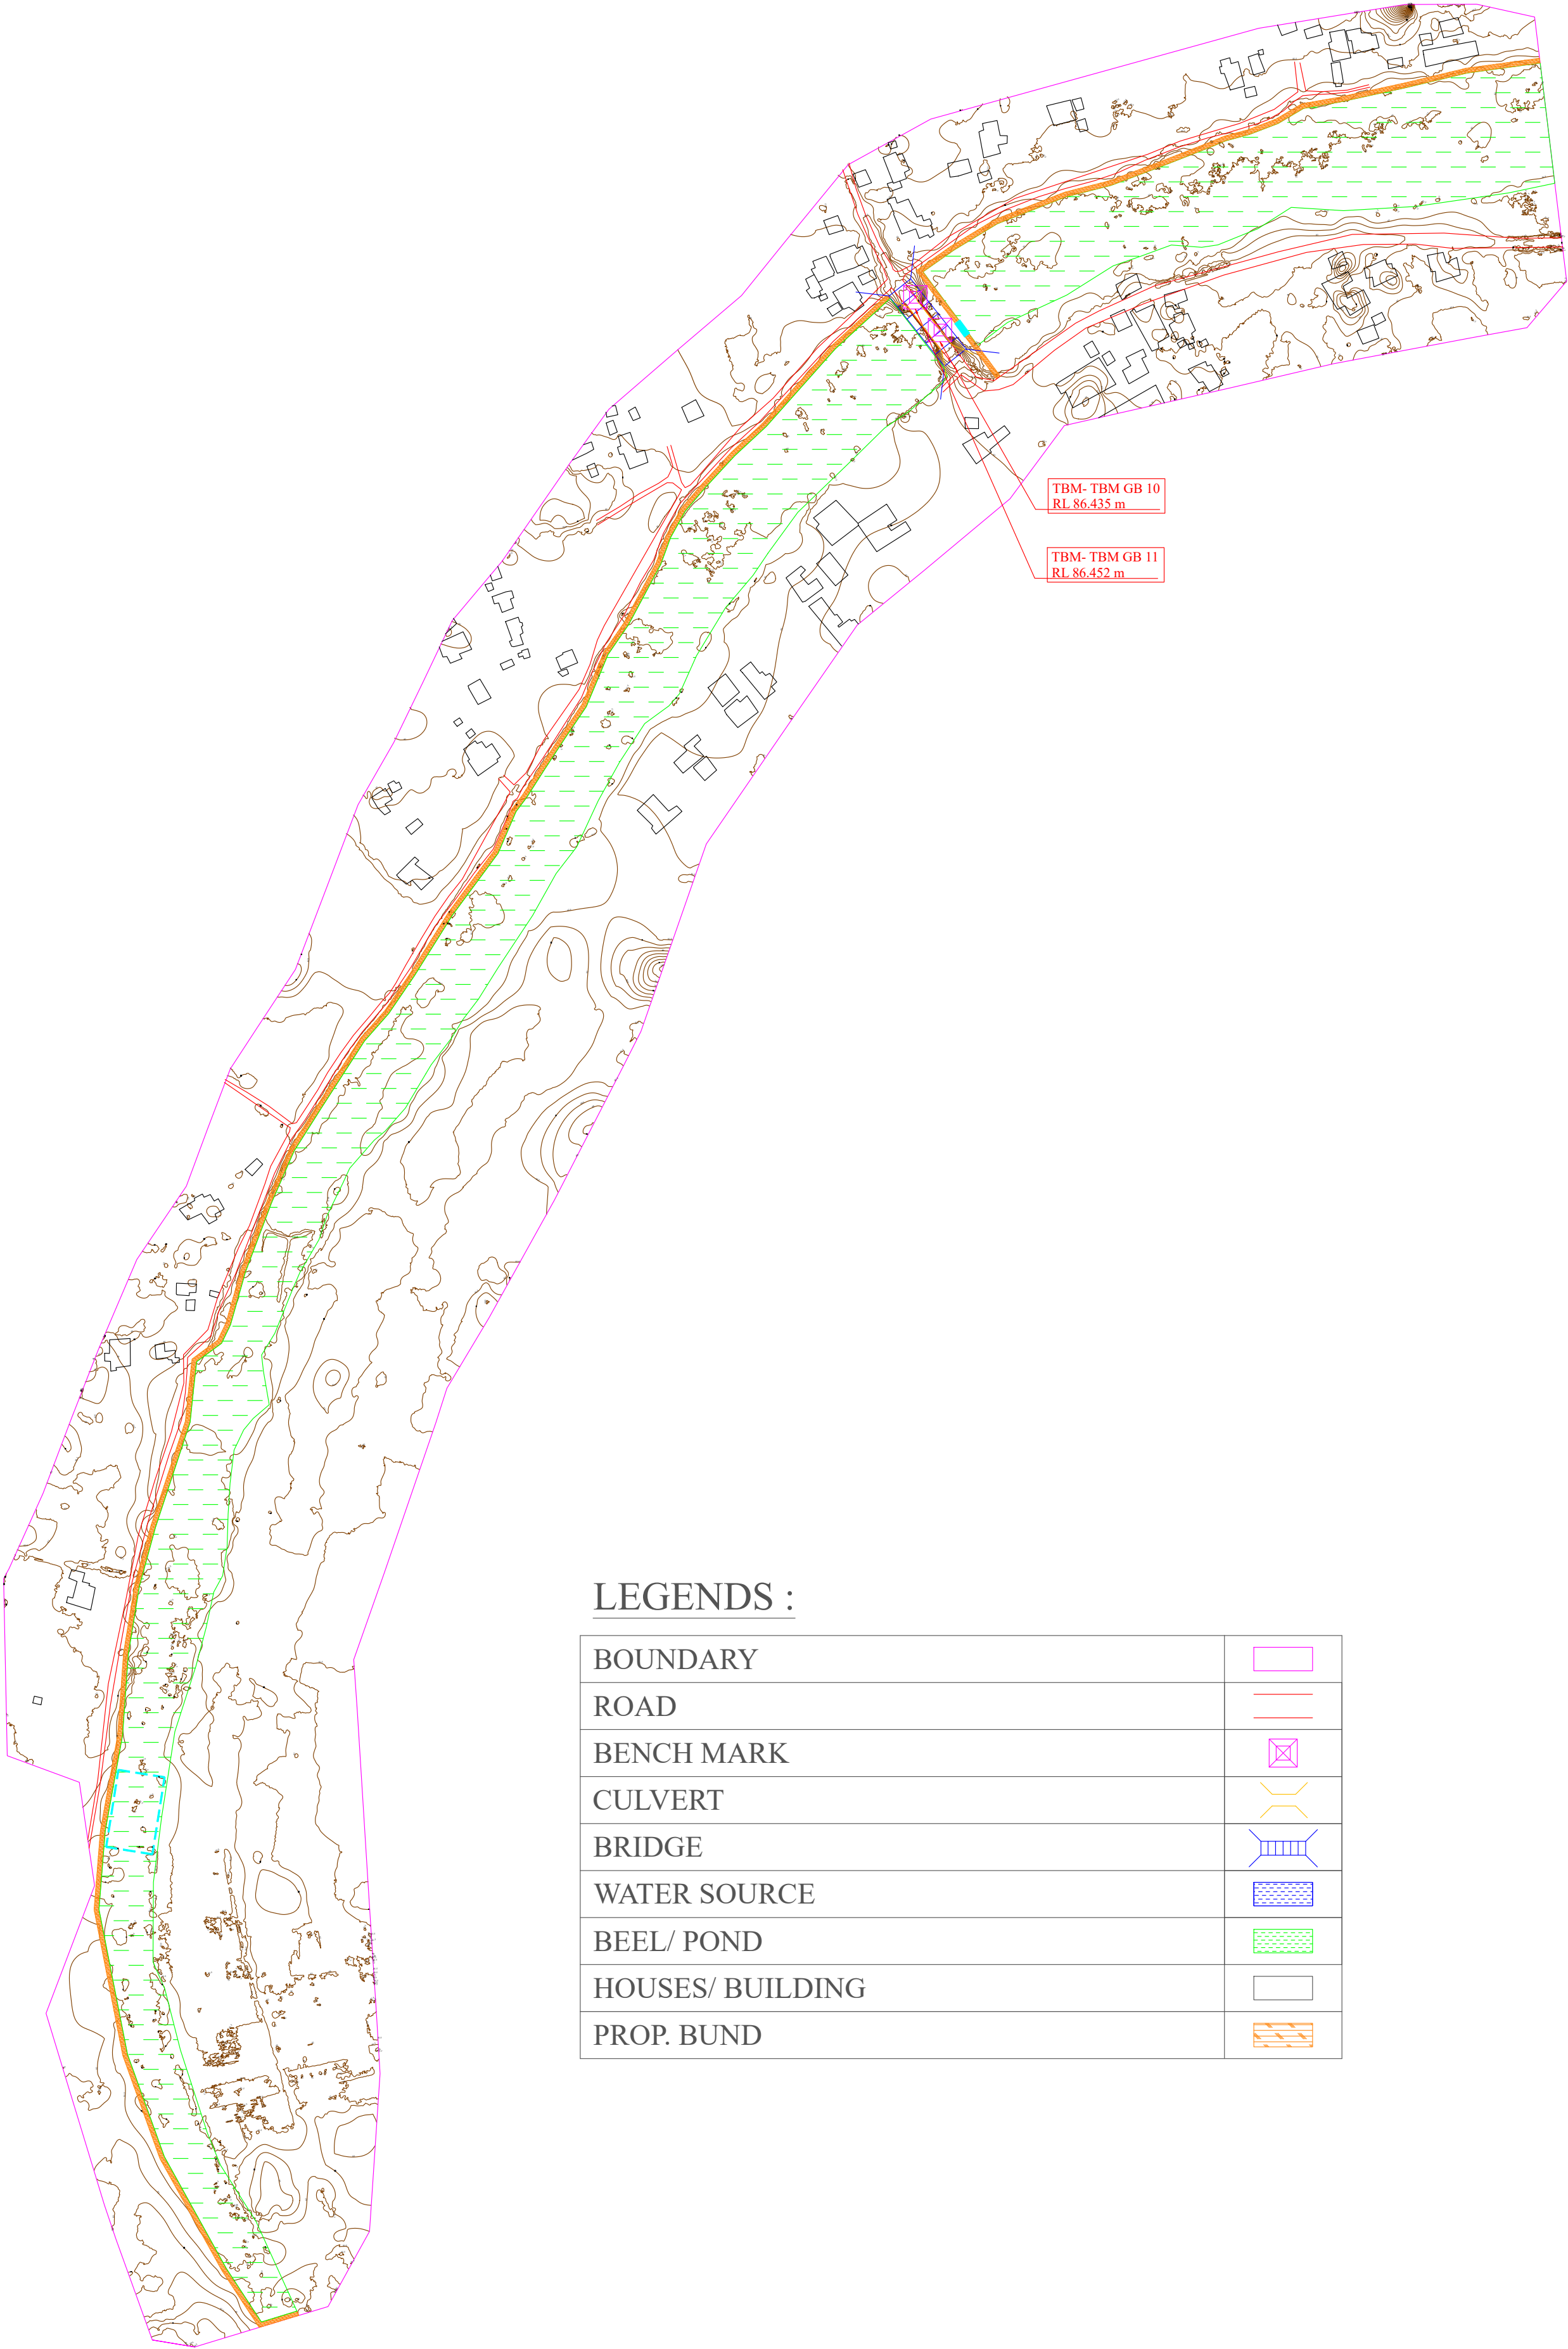 TBM- TBM GB 10
RL 86.435 m
TBM- TBM GB 11
RL 86.452 m
LEGENDS :
BOUNDARY
ROAD
BENCH MARK
CULVERT
BRIDGE
WATER SOURCE
BEEL/ POND
HOUSES/ BUILDING
PROP. BUND